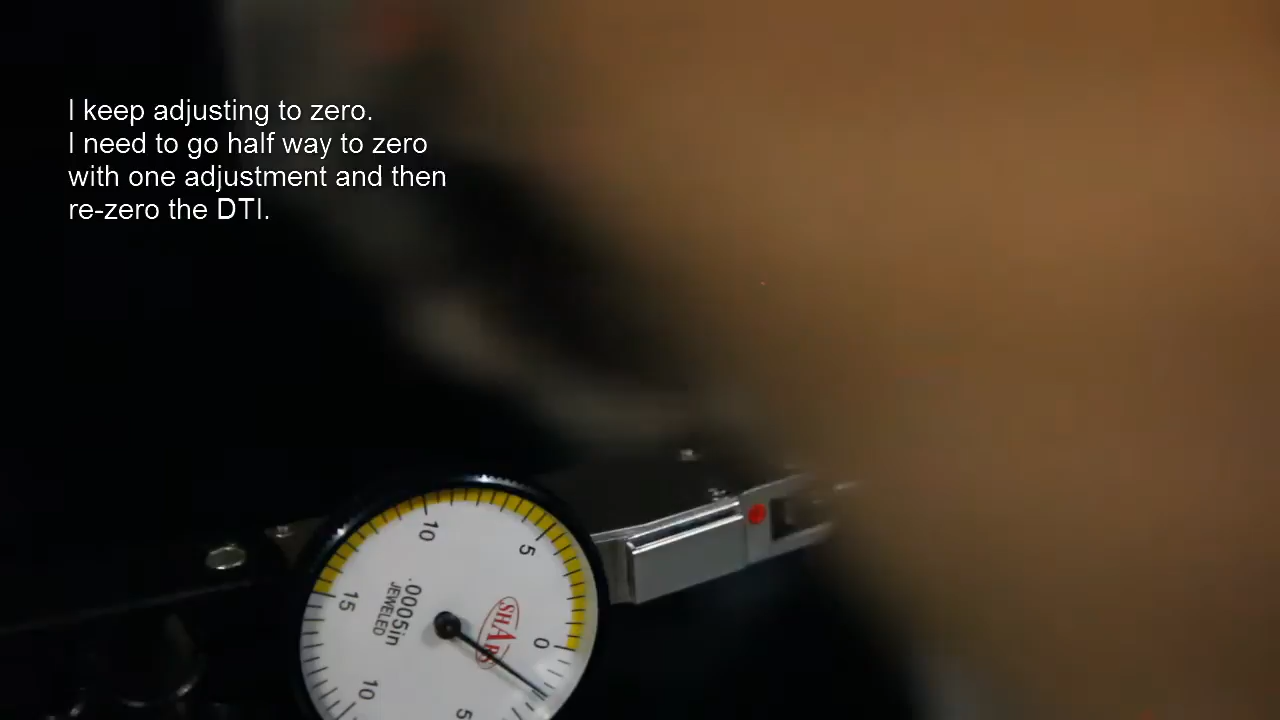 I keep adjusting to zero.
I need to go half way to zero
with one adjustment and then
re-zero the DTI.
10
5
15
.0005in
JEWELED
SHARS
0
10
5